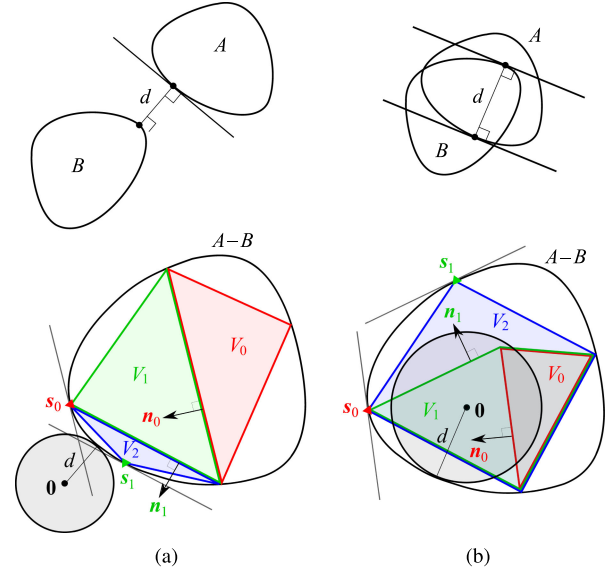 A
d
B
A
d
B
A–B
V₁
V₀
s₀
n₀
V₂
d
s₁
0
n₁
(a)
s₁
A–B
n₁
V₂
V₀
V₁
0
s₀
d
n₀
(b)